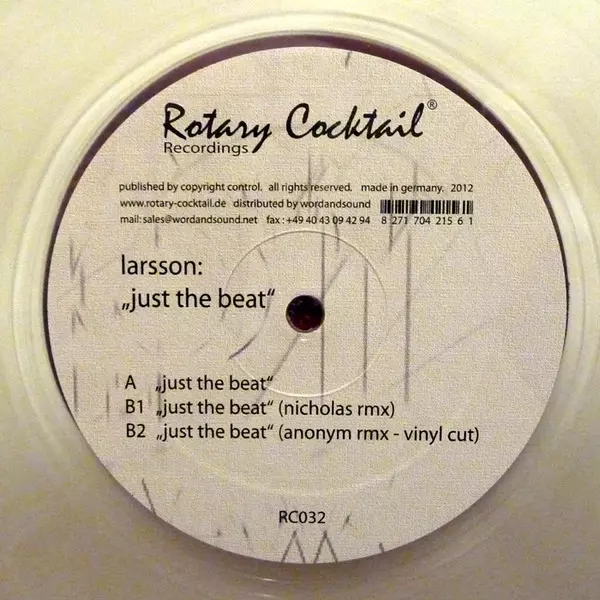 Rotary Cocktail®
Recordings
published by copyright control. all rights reserved. made in germany. 2012
www.rotary-cocktail.de distributed by wordandsound
mail: sales@wordandsound.net fax: +49 40 43 09 42 94 8 271 704 215 6 1
larsson:
„just the beat“
A „just the beat“
B1 „just the beat“ (nicholas rmx)
B2 „just the beat“ (anonym rmx - vinyl cut)
RC032